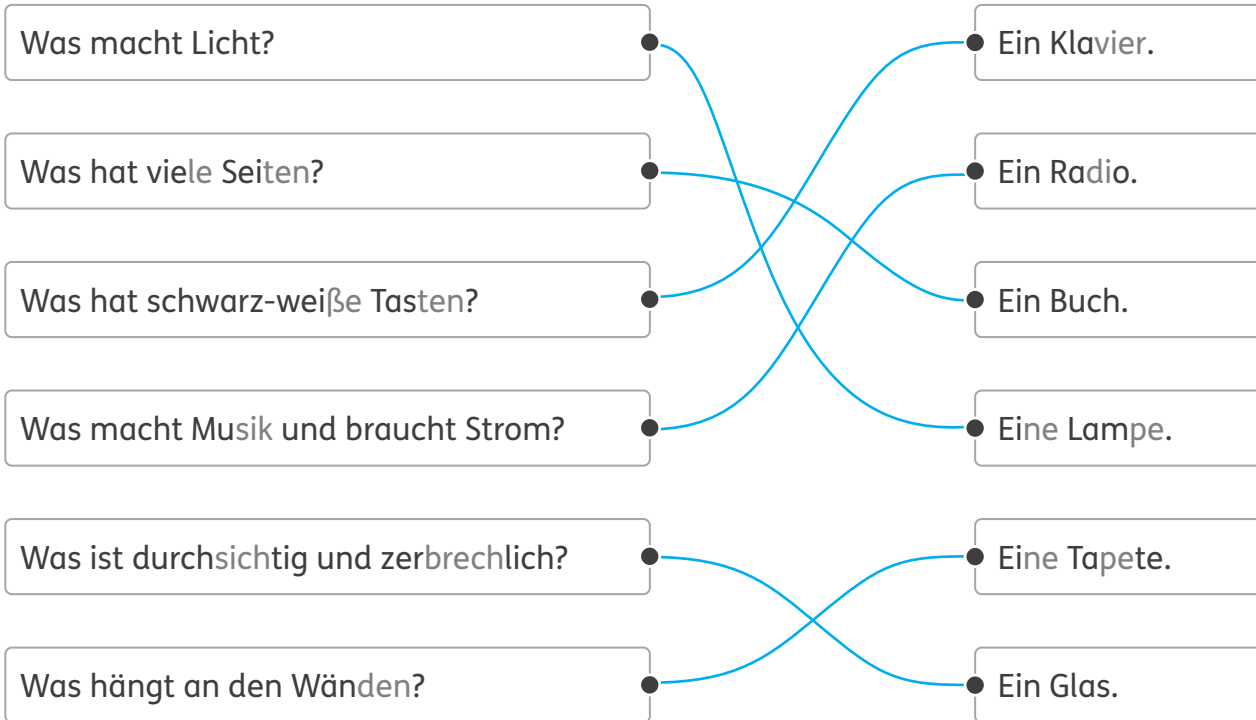 Was macht Licht?
Ein Klavier.
Was hat viele Seiten?
Ein Radio.
Was hat schwarz-weiße Tasten?
Ein Buch.
Was macht Musik und braucht Strom?
Eine Lampe.
Was ist durchsichtig und zerbrechlich?
Eine Tapete.
Was hängt an den Wänden?
Ein Glas.